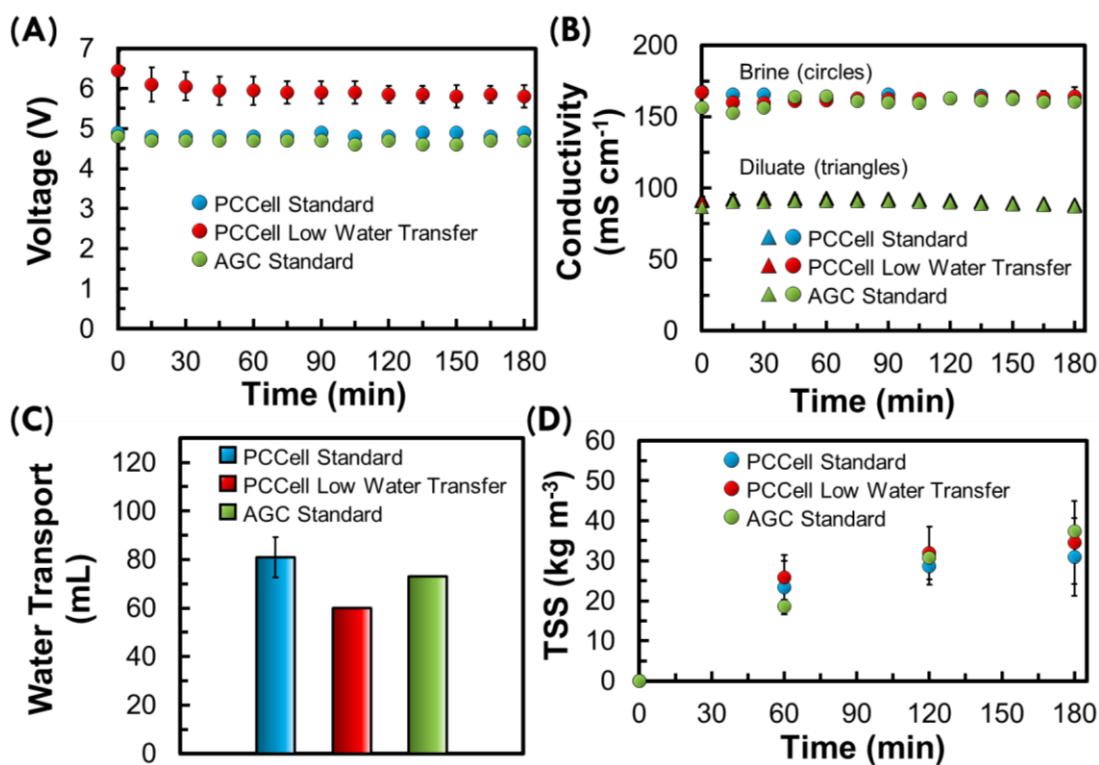 (A)
7
6
5
4
3
2
1
0
Voltage (V)
PCCell Standard
PCCell Low Water Transfer
AGC Standard
0 30 60 90 120 150 180
Time (min)
(B)
200
150
100
50
0
Conductivity
(mS cm⁻¹)
Brine (circles)
Diluate (triangles)
PCCell Standard
PCCell Low Water Transfer
AGC Standard
0 30 60 90 120 150 180
Time (min)
(C)
120
100
80
60
40
20
0
Water Transport
(mL)
PCCell Standard
PCCell Low Water Transfer
AGC Standard
(D)
60
50
40
30
20
10
0
TSS (kg m⁻³)
PCCell Standard
PCCell Low Water Transfer
AGC Standard
0 30 60 90 120 150 180
Time (min)